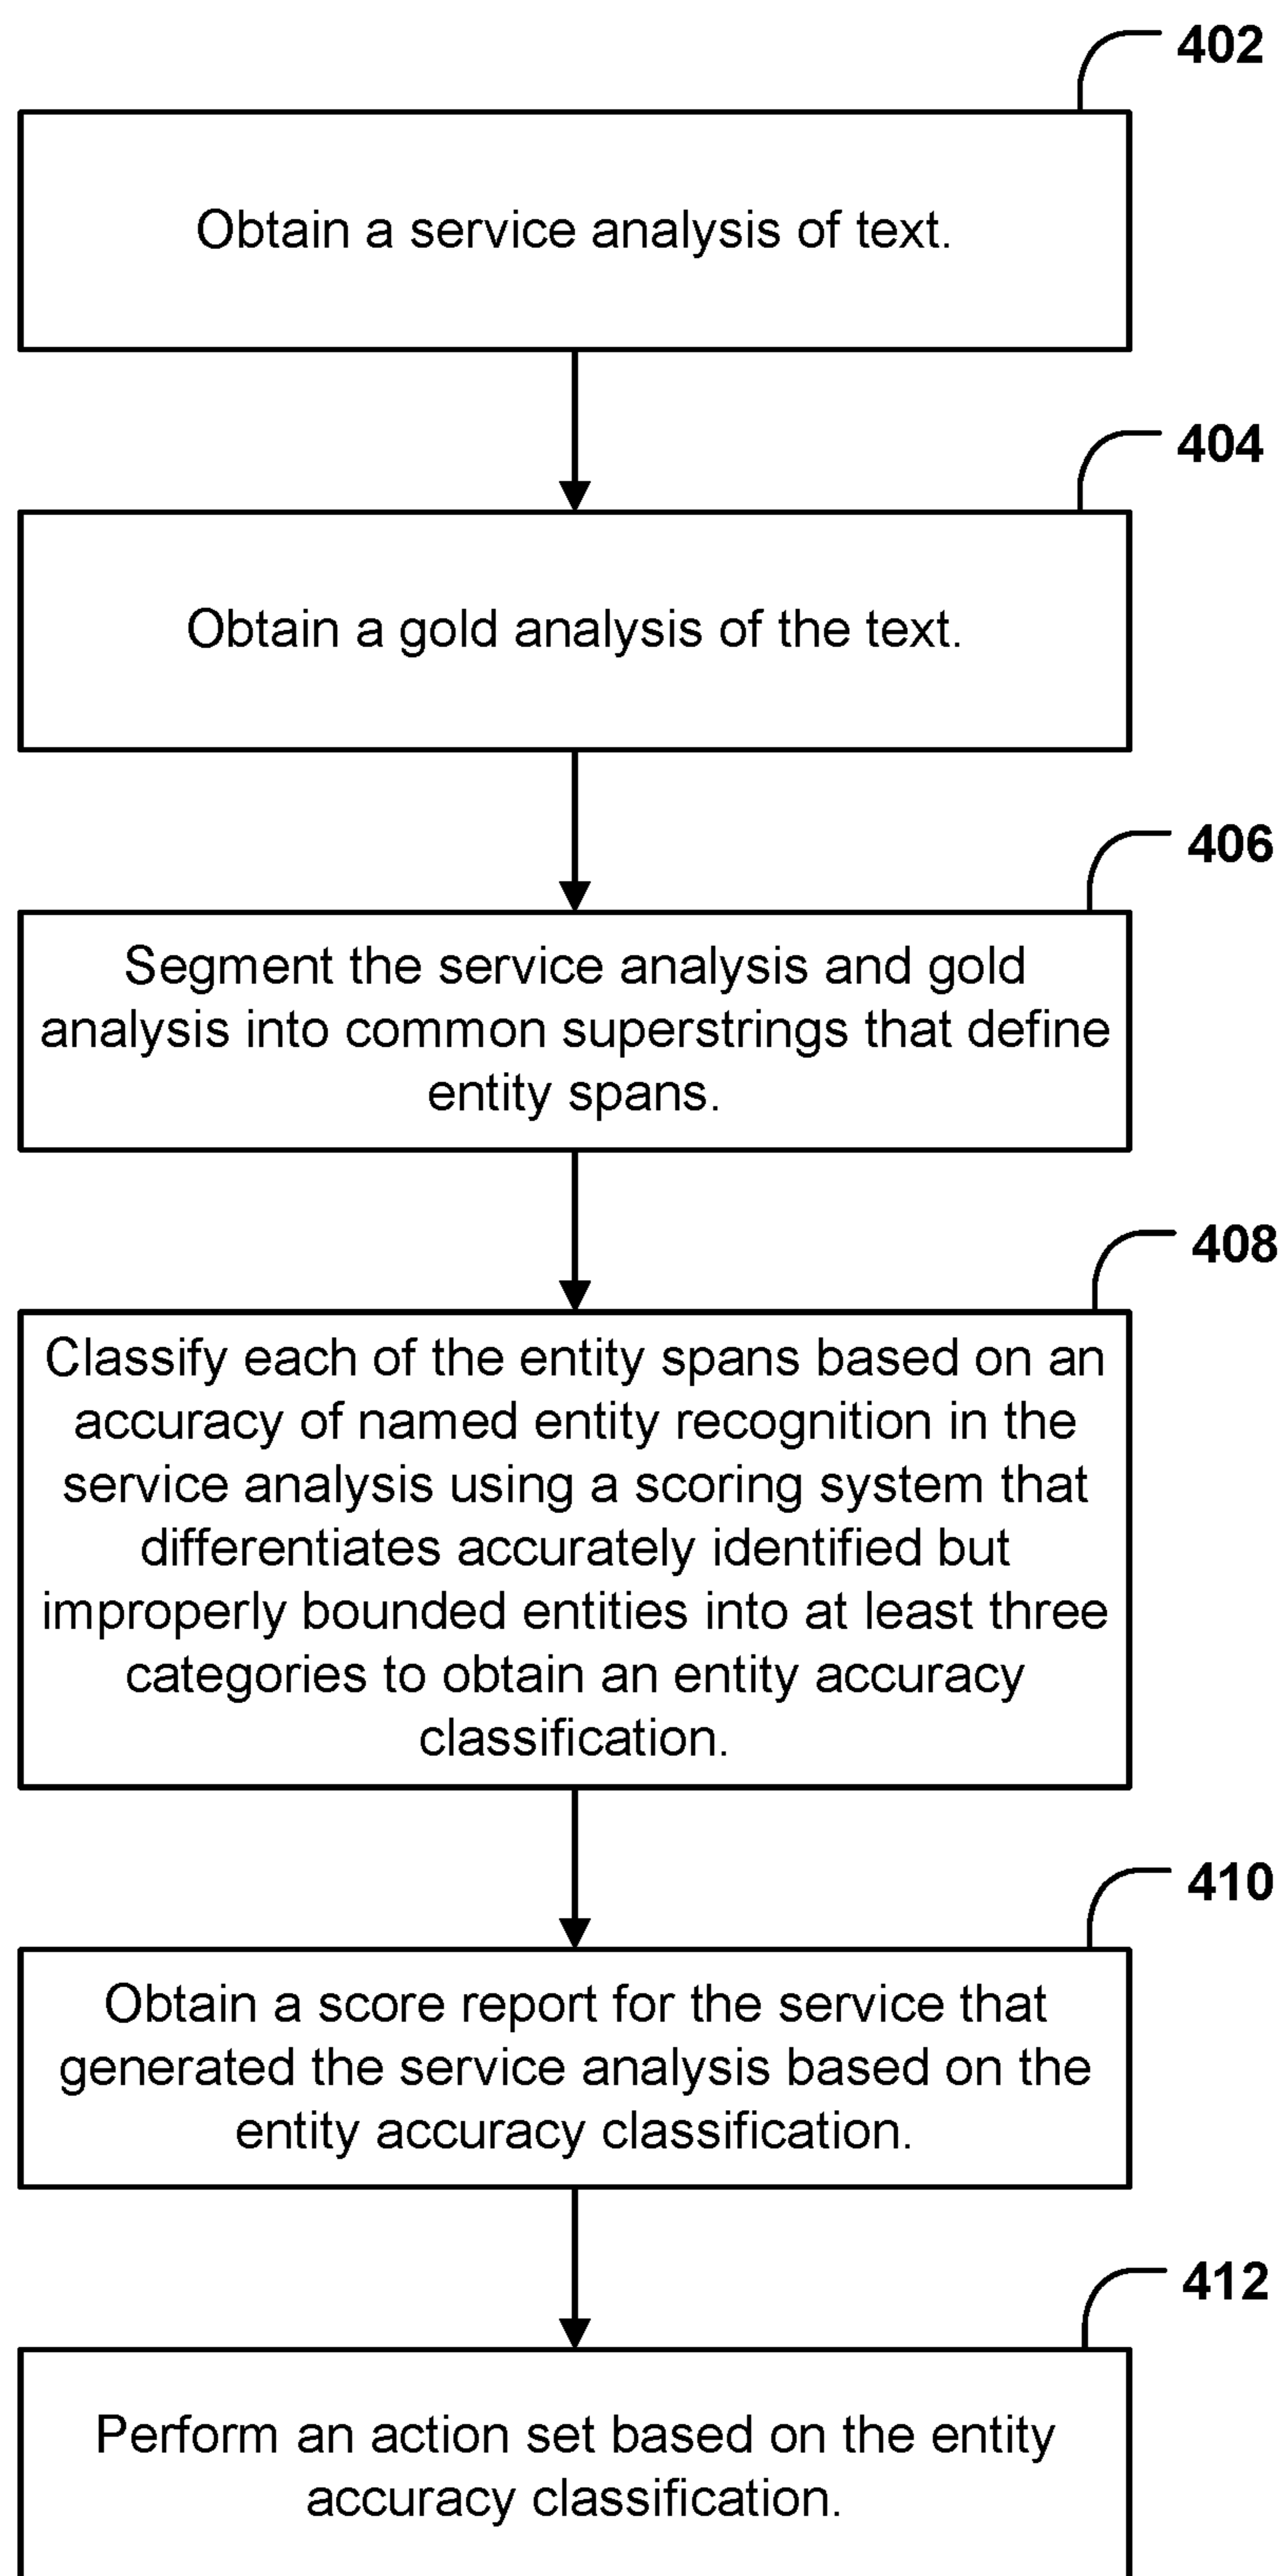 402
Obtain a service analysis of text.
404
Obtain a gold analysis of the text.
406
Segment the service analysis and gold
analysis into common superstrings that define
entity spans.
408
Classify each of the entity spans based on an
accuracy of named entity recognition in the
service analysis using a scoring system that
differentiates accurately identified but
improperly bounded entities into at least three
categories to obtain an entity accuracy
classification.
410
Obtain a score report for the service that
generated the service analysis based on the
entity accuracy classification.
412
Perform an action set based on the entity
accuracy classification.